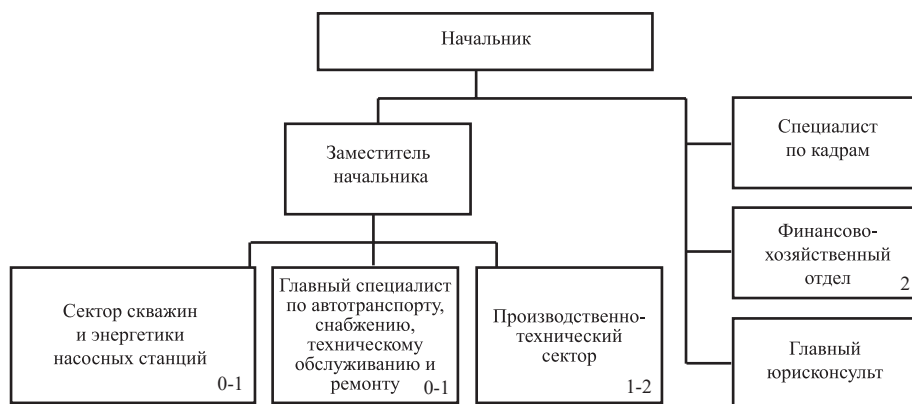 Начальник
Заместитель
начальника
Специалист
по кадрам
Финансово-
хозяйственный
отдел
2
Главный
юрисконсульт
Сектор скважин
и энергетики
насосных станций
0-1
Главный специалист
по автотранспорту,
снабжению,
техническому
обслуживанию и
ремонту
0-1
Производственно-
технический
сектор
1-2